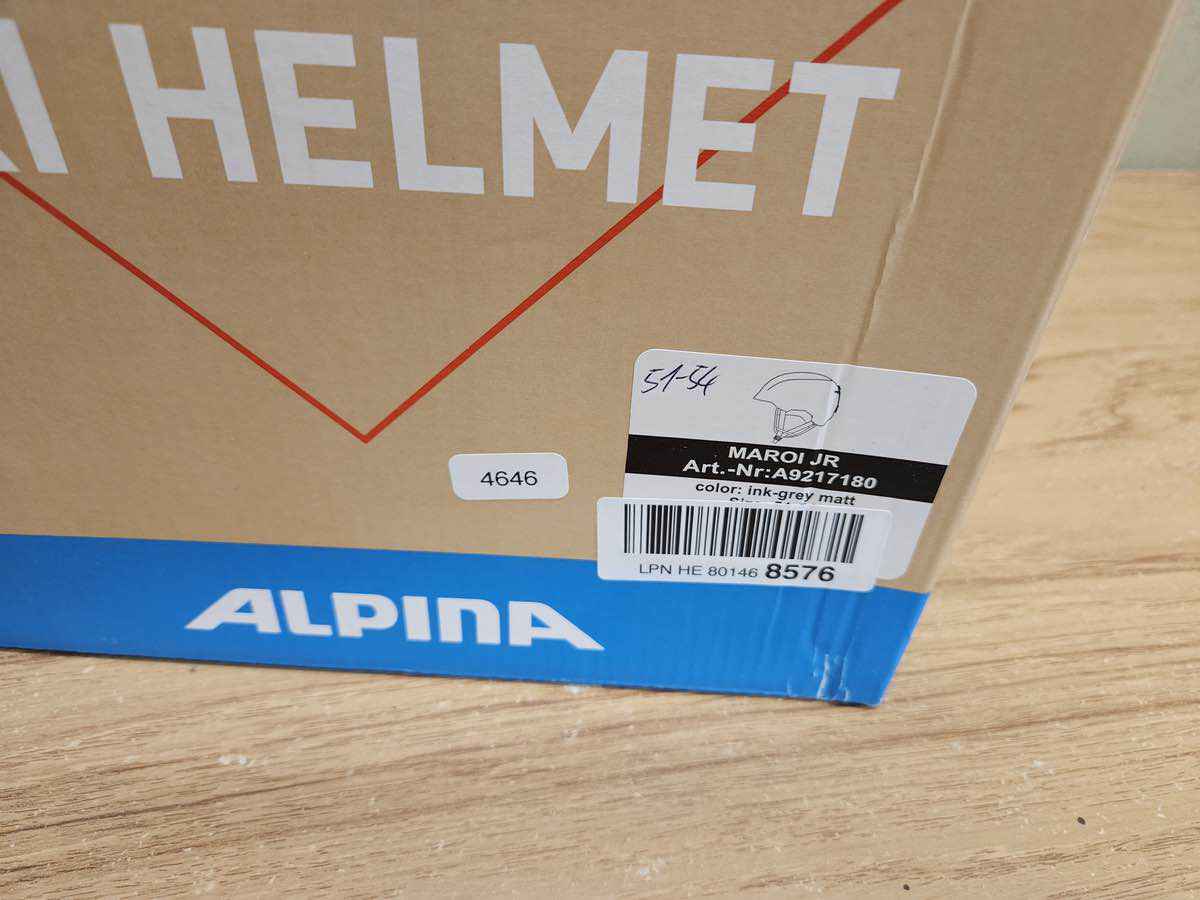 HELMET
51-54
MAROI JR
Art.-Nr:A9217180
color: ink-grey matt
4646
LPN HE 80146 8576
ALPINA